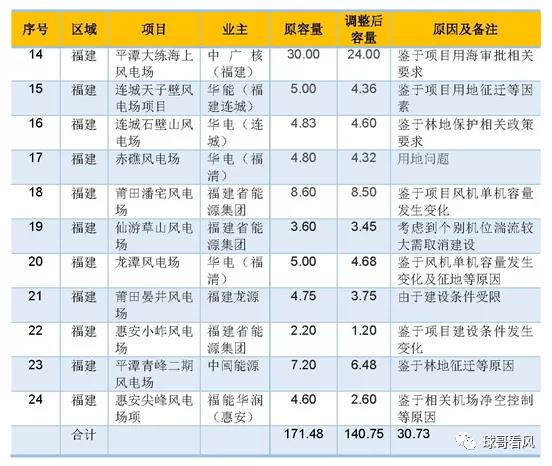 序号 区域 项目 业主 原容量 调整后容量 原因及备注
14 福建 平潭大练海上风电场 中广核（福建） 30.00 24.00 鉴于项目用海审批相关要求
15 福建 连城天子壁风电场项目 华能（福建连城） 5.00 4.36 鉴于项目用地征迁等因素
16 福建 连城石壁山风电场 华电（连城） 4.83 4.60 鉴于林地保护相关政策要求
17 福建 赤礁风电场 华电（福清） 4.80 4.32 用地问题
18 福建 莆田潘宅风电场 福建省能源集团 8.60 8.50 鉴于项目风机单机容量发生变化
19 福建 仙游草山风电场 福建省能源集团 3.60 3.45 考虑到个别机位湍流较大需取消建设
20 福建 龙潭风电场 华电（福清） 5.00 4.68 鉴于风机单机容量发生变化及征地等原因
21 福建 莆田晏井风电场 福建龙源 4.75 3.75 由于建设条件受限
22 福建 惠安小岞风电场 福建省能源集团 2.20 1.20 鉴于项目建设条件发生变化
23 福建 平潭青峰二期风电场 中闽能源 7.20 6.48 鉴于林地征迁等原因
24 福建 惠安尖峰风电场项 福能华润（惠安） 4.60 2.60 鉴于相关机场净空控制等原因
合计 171.48 140.75 30.73
球哥看风